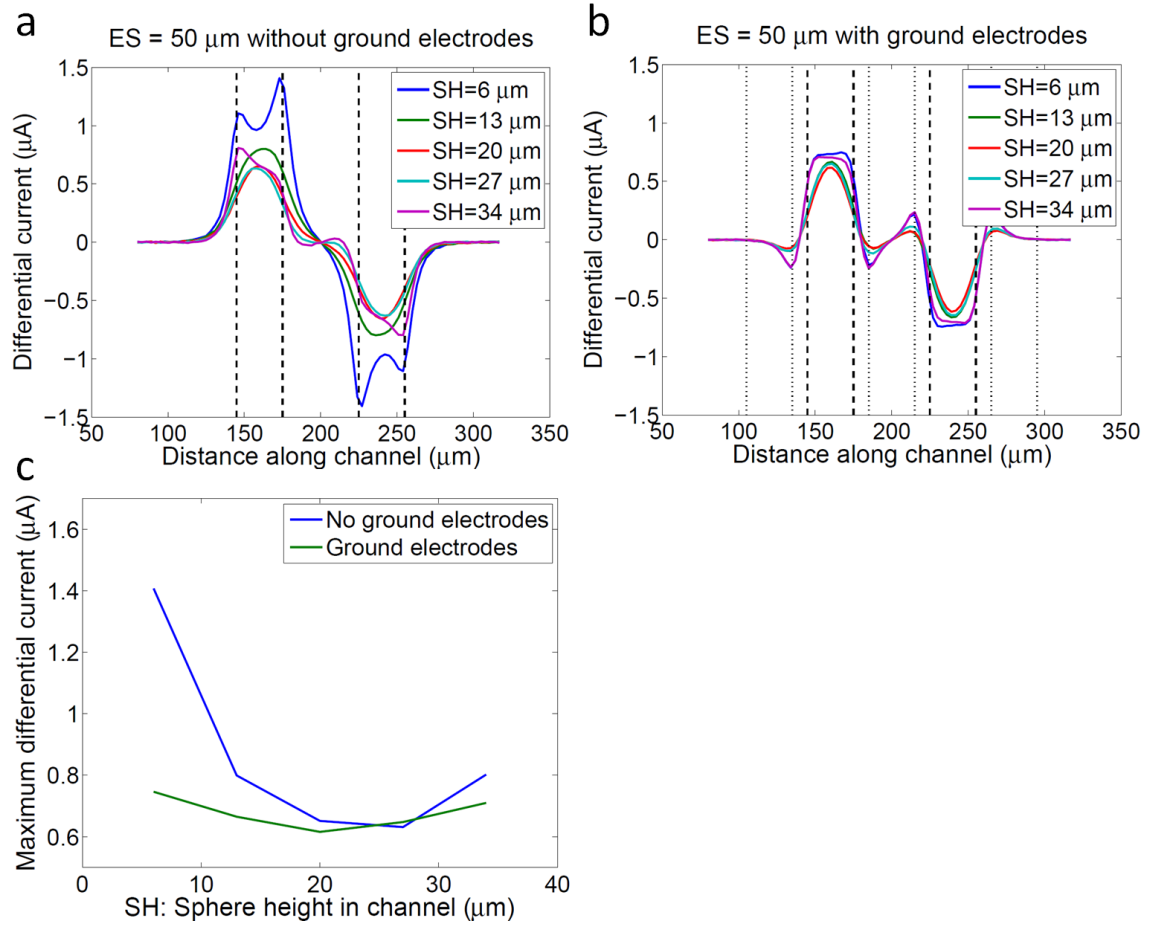 a
ES = 50 μm without ground electrodes
Differential current (μA)
1.5
1
0.5
0
−0.5
−1
−1.5
50
100
150
200
250
300
350
Distance along channel (μm)
SH=6 μm
SH=13 μm
SH=20 μm
SH=27 μm
SH=34 μm
b
ES = 50 μm with ground electrodes
Differential current (μA)
1.5
1
0.5
0
−0.5
−1
−1.5
50
100
150
200
250
300
350
Distance along channel (μm)
SH=6 μm
SH=13 μm
SH=20 μm
SH=27 μm
SH=34 μm
c
Maximum differential current (μA)
1.6
1.4
1.2
1
0.8
0.6
0
10
20
30
40
SH: Sphere height in channel (μm)
No ground electrodes
Ground electrodes